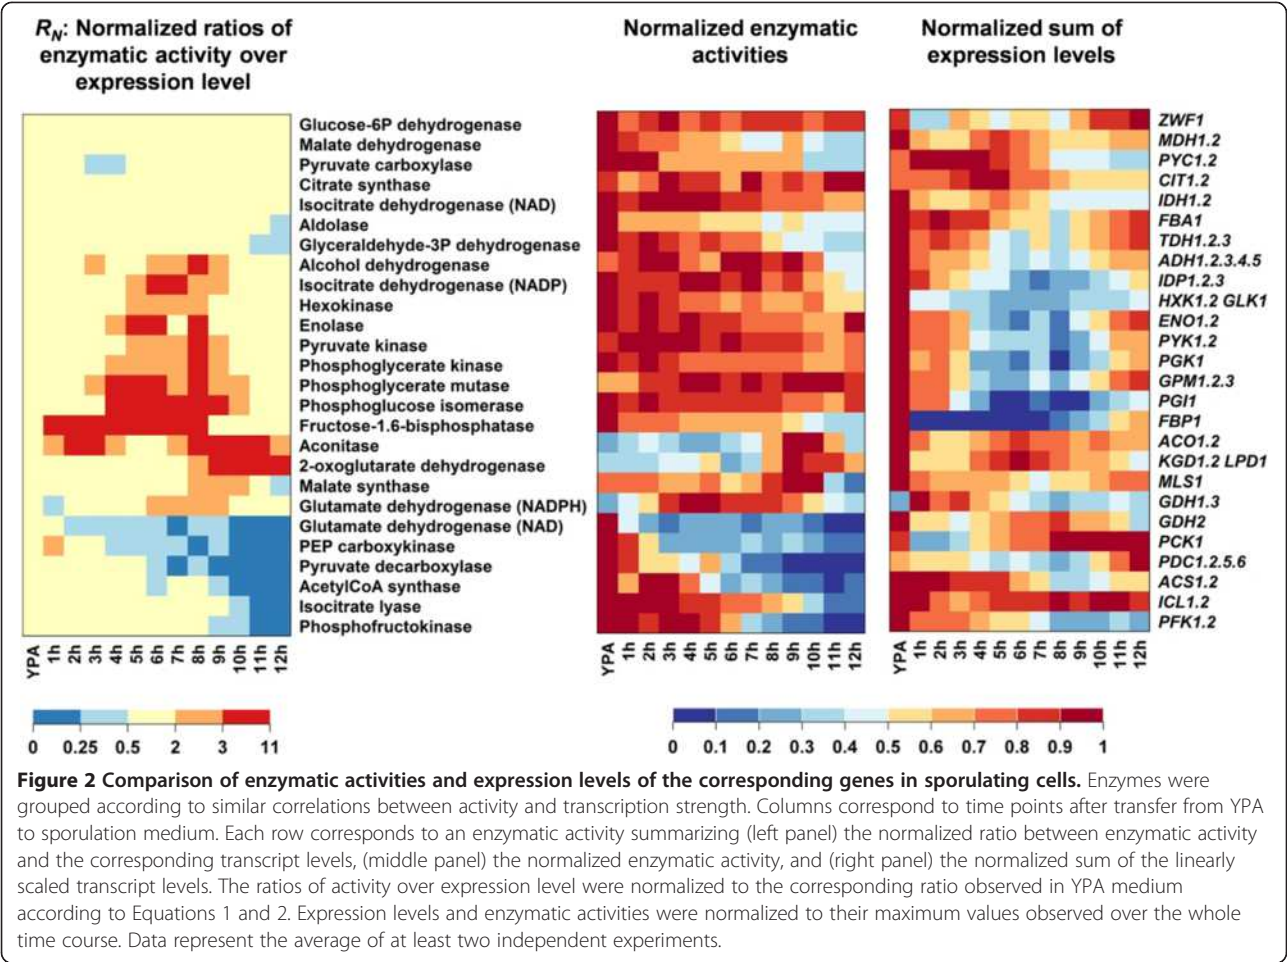 R_N: Normalized ratios of
enzymatic activity over
expression level
Normalized enzymatic
activities
Normalized sum of
expression levels
Glucose-6P dehydrogenase
Malate dehydrogenase
Pyruvate carboxylase
Citrate synthase
Isocitrate dehydrogenase (NAD)
Aldolase
Glyceraldehyde-3P dehydrogenase
Alcohol dehydrogenase
Isocitrate dehydrogenase (NADP)
Hexokinase
Enolase
Pyruvate kinase
Phosphoglycerate kinase
Phosphoglycerate mutase
Phosphoglucose isomerase
Fructose-1.6-bisphosphatase
Aconitase
2-oxoglutarate dehydrogenase
Malate synthase
Glutamate dehydrogenase (NADPH)
Glutamate dehydrogenase (NAD)
PEP carboxykinase
Pyruvate decarboxylase
AcetylCoA synthase
Isocitrate lyase
Phosphofructokinase
ZWF1
MDH1.2
PYC1.2
CIT1.2
IDH1.2
FBA1
TDH1.2.3
ADH1.2.3.4.5
IDP1.2.3
HXK1.2 GLK1
ENO1.2
PYK1.2
PGK1
GPM1.2.3
PGI1
FBP1
ACO1.2
KGD1.2 LPD1
MLS1
GDH1.3
GDH2
PCK1
PDC1.2.5.6
ACS1.2
ICL1.2
PFK1.2
YPA 1h 2h 3h 4h 5h 6h 7h 8h 9h 10h 11h 12h
YPA 1h 2h 3h 4h 5h 6h 7h 8h 9h 10h 11h 12h
YPA 1h 2h 3h 4h 5h 6h 7h 8h 9h 10h 11h 12h
0 0.25 0.5 2 3 11
0 0.1 0.2 0.3 0.4 0.5 0.6 0.7 0.8 0.9 1
Figure 2 Comparison of enzymatic activities and expression levels of the corresponding genes in sporulating cells. Enzymes were
grouped according to similar correlations between activity and transcription strength. Columns correspond to time points after transfer from YPA
to sporulation medium. Each row corresponds to an enzymatic activity summarizing (left panel) the normalized ratio between enzymatic activity
and the corresponding transcript levels, (middle panel) the normalized enzymatic activity, and (right panel) the normalized sum of the linearly
scaled transcript levels. The ratios of activity over expression level were normalized to the corresponding ratio observed in YPA medium
according to Equations 1 and 2. Expression levels and enzymatic activities were normalized to their maximum values observed over the whole
time course. Data represent the average of at least two independent experiments.